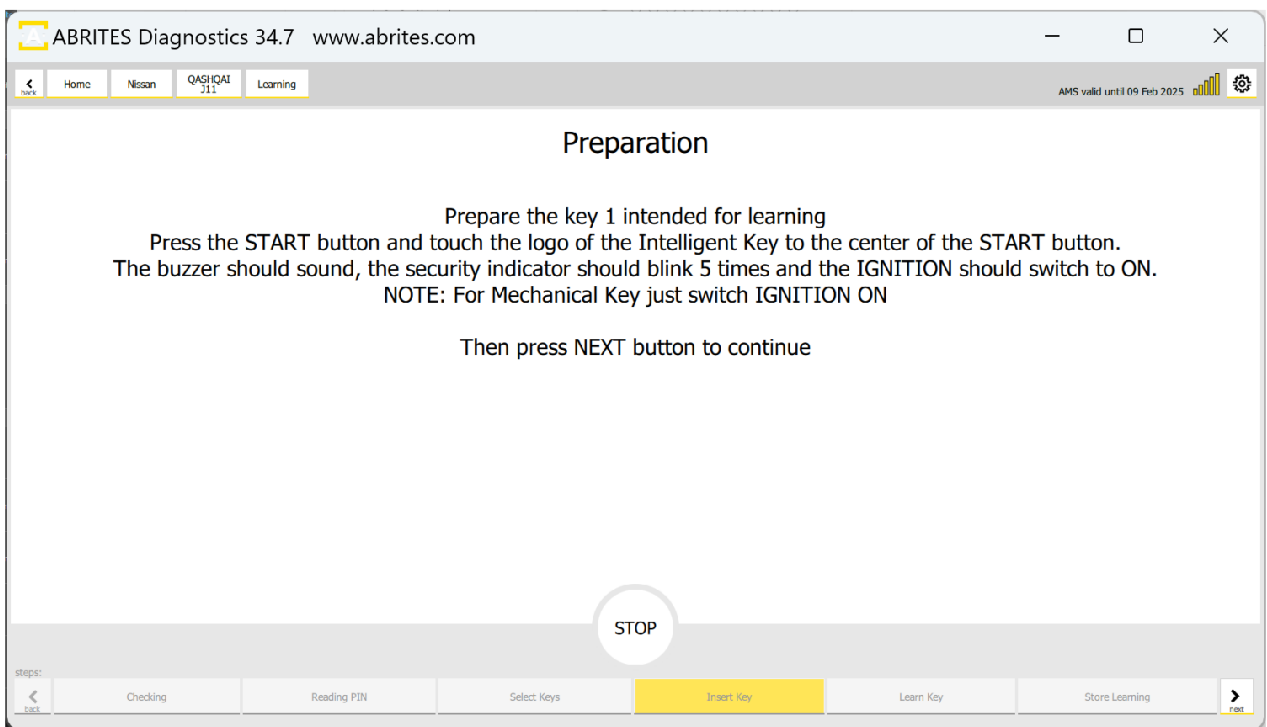 ABRITES Diagnostics 34.7 www.abrites.com
back
Home
Nissan
QASHQAI
J11
Learning
AMS valid until 09 Feb 2025
Preparation
Prepare the key 1 intended for learning
Press the START button and touch the logo of the Intelligent Key to the center of the START button.
The buzzer should sound, the security indicator should blink 5 times and the IGNITION should switch to ON.
NOTE: For Mechanical Key just switch IGNITION ON
Then press NEXT button to continue
STOP
steps:
back
Checking
Reading PIN
Select Keys
Insert Key
Learn Key
Store Learning
next